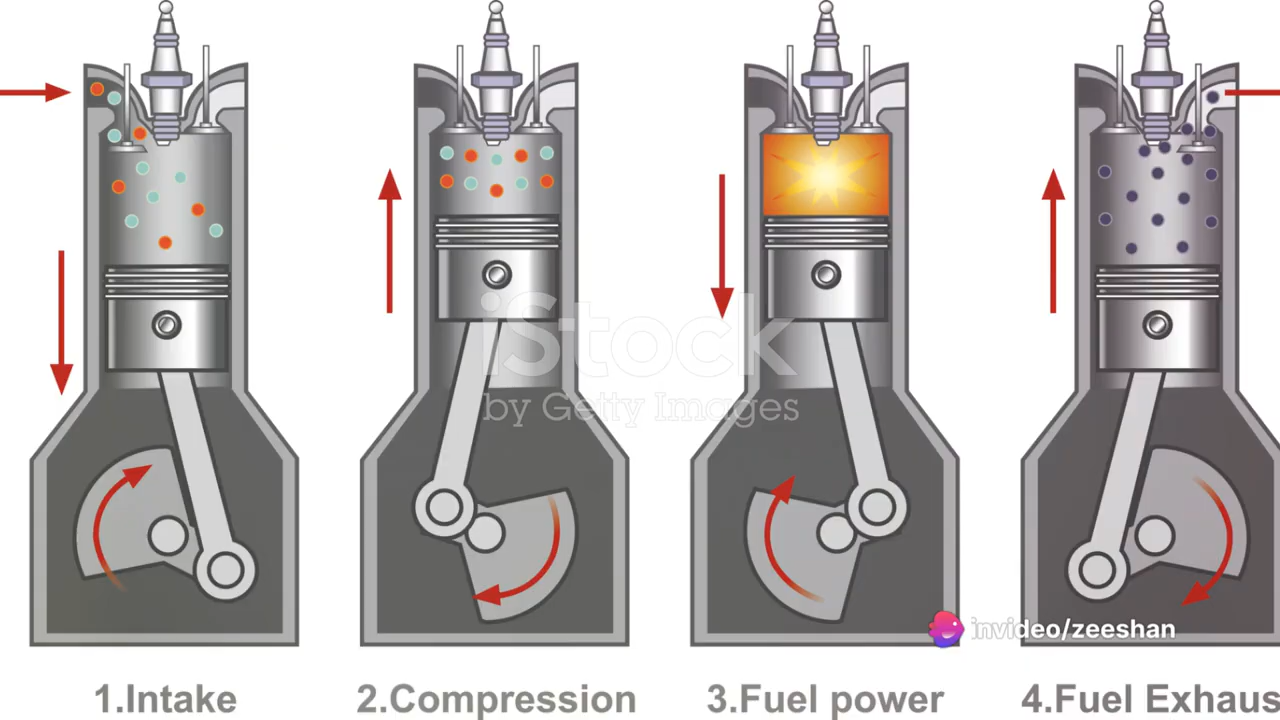 iStock
by Getty Images
invideo/zeeshan
1.Intake
2.Compression
3.Fuel power
4.Fuel Exhaus